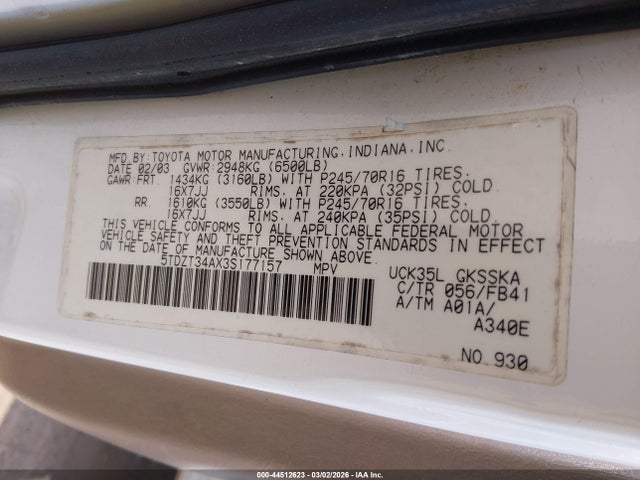 MFD. BY: TOYOTA MOTOR MANUFACTURING, INDIANA, INC.
DATE 02/03 GVWR: 2948KG (6500LB)
GAWR: FRT 1434KG (3160LB) WITH P245/70R16 TIRES.
16X7JJ RIMS. AT 220KPA (32PSI) COLD.
RR 1610KG (3550LB) WITH P245/70R16 TIRES.
16X7JJ RIMS. AT 240KPA (35PSI) COLD.
THIS VEHICLE CONFORMS TO ALL APPLICABLE FEDERAL MOTOR
VEHICLE SAFETY AND THEFT PREVENTION STANDARDS IN EFFECT
ON THE DATE OF MANUFACTURE SHOWN ABOVE.
5TDZT34AX3S177157 MPV
UCK35L GKSSKA
C/TR 056/FB41
A/TM A01A/
A340E
NO. 930
000-44512623 - 03/02/2026 - IAA Inc.